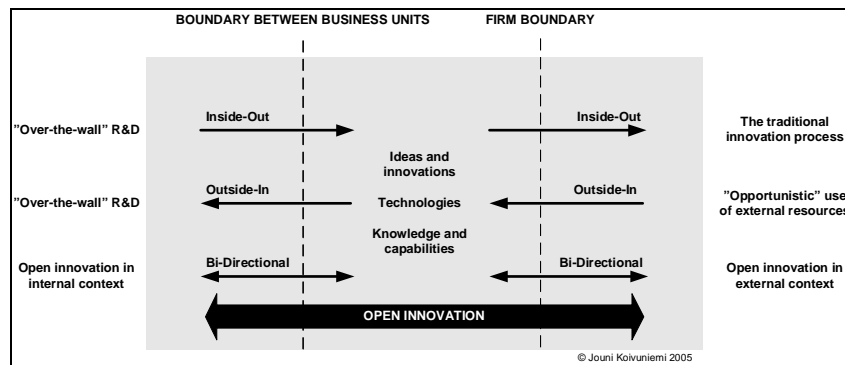 BOUNDARY BETWEEN BUSINESS UNITS
FIRM BOUNDARY
"Over-the-wall" R&D
Inside-Out
Inside-Out
The traditional
innovation process
Ideas and
innovations
"Over-the-wall" R&D
Outside-In
Technologies
Outside-In
"Opportunistic" use
of external resources
Knowledge and
capabilities
Open innovation in
internal context
Bi-Directional
Bi-Directional
Open innovation in
external context
OPEN INNOVATION
© Jouni Koivuniemi 2005